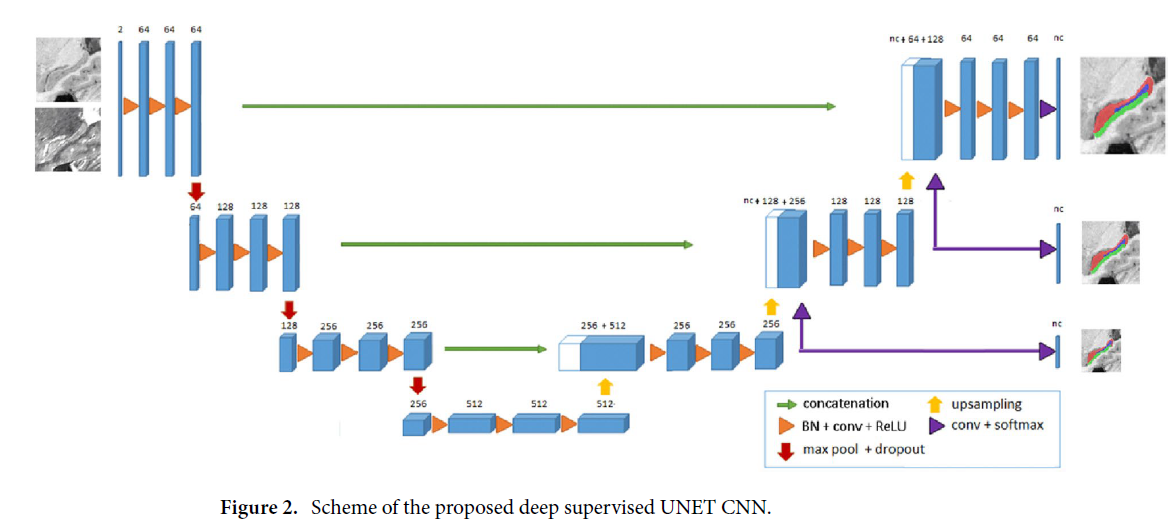 2 64 64 64
nc+ 64 +128 64 64 64 nc
64 128 128 128
nc+ 128 + 256 128 128 128 nc
128 256 256 256
256 + 512 256 256 256 nc
256 512 512 512
concatenation
upsampling
BN + conv + ReLU
conv + softmax
max pool + dropout
Figure 2. Scheme of the proposed deep supervised UNET CNN.